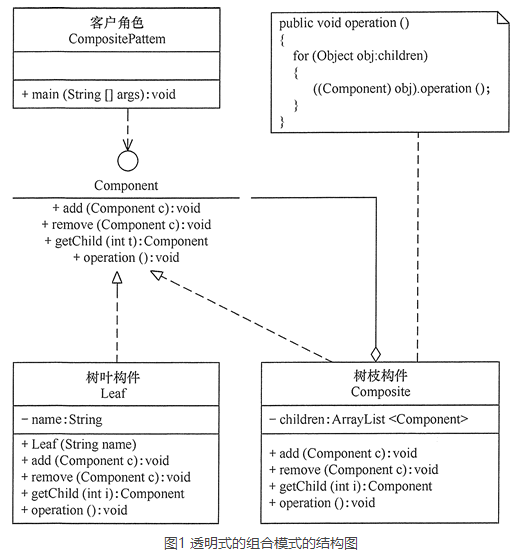 客户角色
CompositePattem
+ main (String [] args):void
public void operation ()
{
for (Object obj:children)
{
((Component) obj).operation ();
}
}
Component
+ add (Component c):void
+ remove (Component c):void
+ getChild (int t):Component
+ operation ():void
树叶构件
Leaf
− name:String
+ Leaf (String name)
+ add (Component c):void
+ remove (Component c):void
+ getChild (int i):Component
+ operation ():void
树枝构件
Composite
− children:ArrayList <Component>
+ add (Component c):void
+ remove (Component c):void
+ getChild (int i):Component
+ operation ():void
图1 透明式的组合模式的结构图